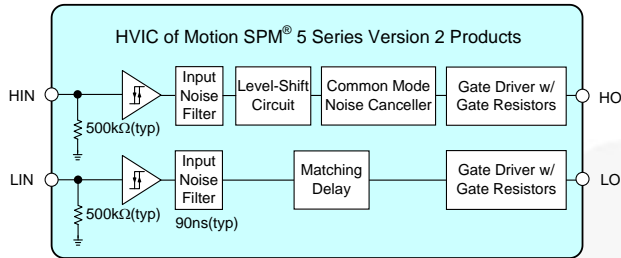 HVIC of Motion SPM® 5 Series Version 2 Products
HIN
500kΩ(typ)
Input
Noise
Filter
Level-Shift
Circuit
Common Mode
Noise Canceller
Gate Driver w/
Gate Resistors
HO
LIN
500kΩ(typ)
Input
Noise
Filter
90ns(typ)
Matching
Delay
Gate Driver w/
Gate Resistors
LO